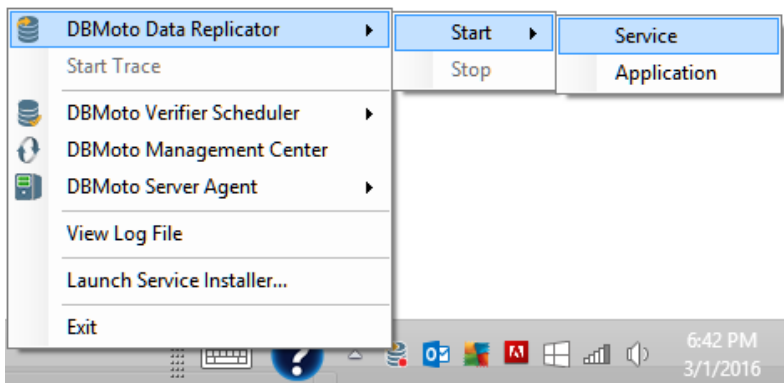 DBMoto Data Replicator
Start
Service
Start Trace
Stop
Application
DBMoto Verifier Scheduler
DBMoto Management Center
DBMoto Server Agent
View Log File
Launch Service Installer...
Exit
?
6:42 PM
3/1/2016